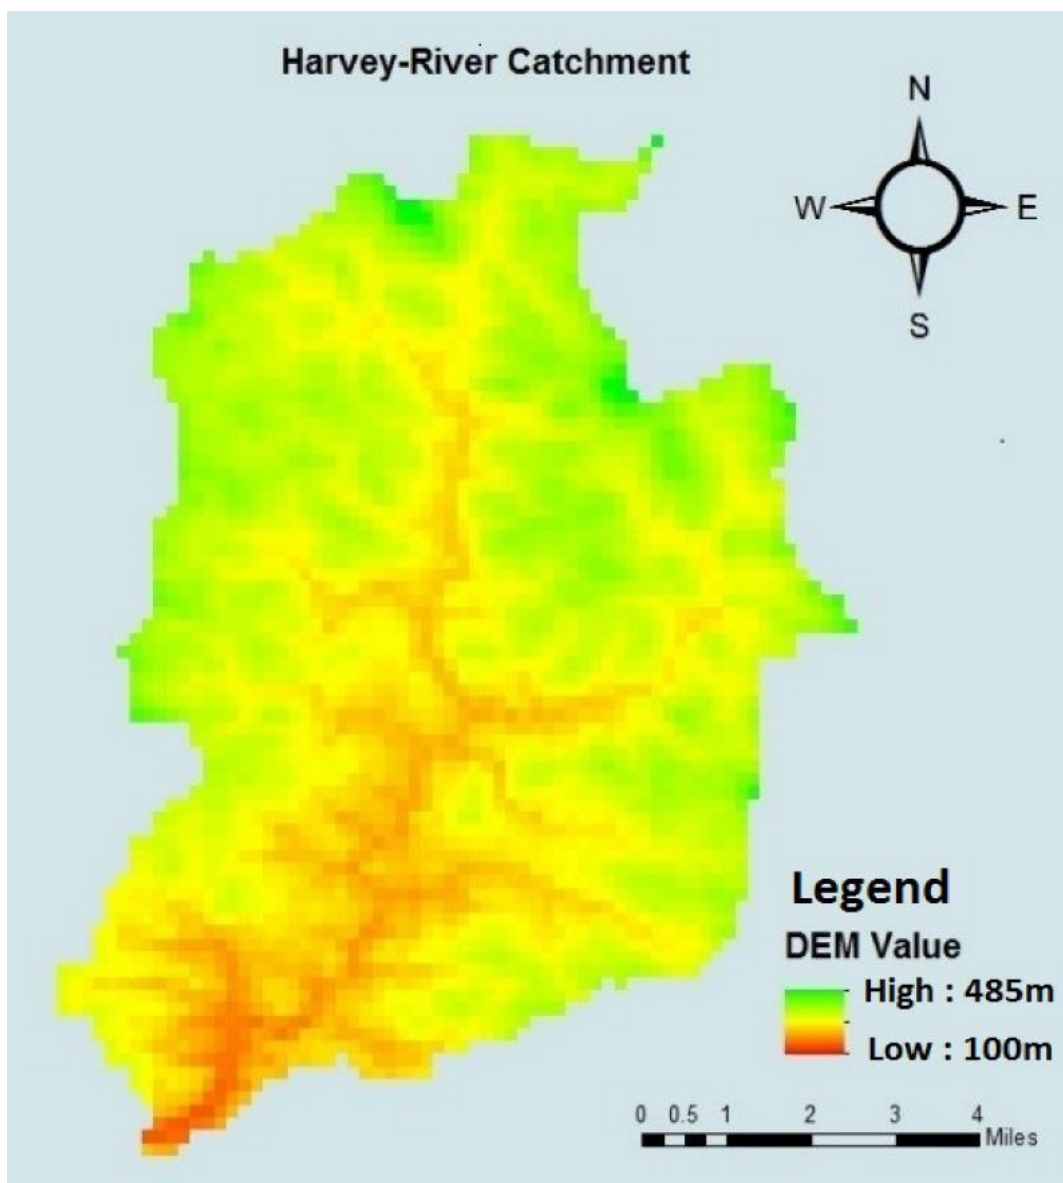 Harvey-River Catchment
N
W E
S
Legend
DEM Value
High : 485m
Low : 100m
0 0.5 1 2 3 4
Miles